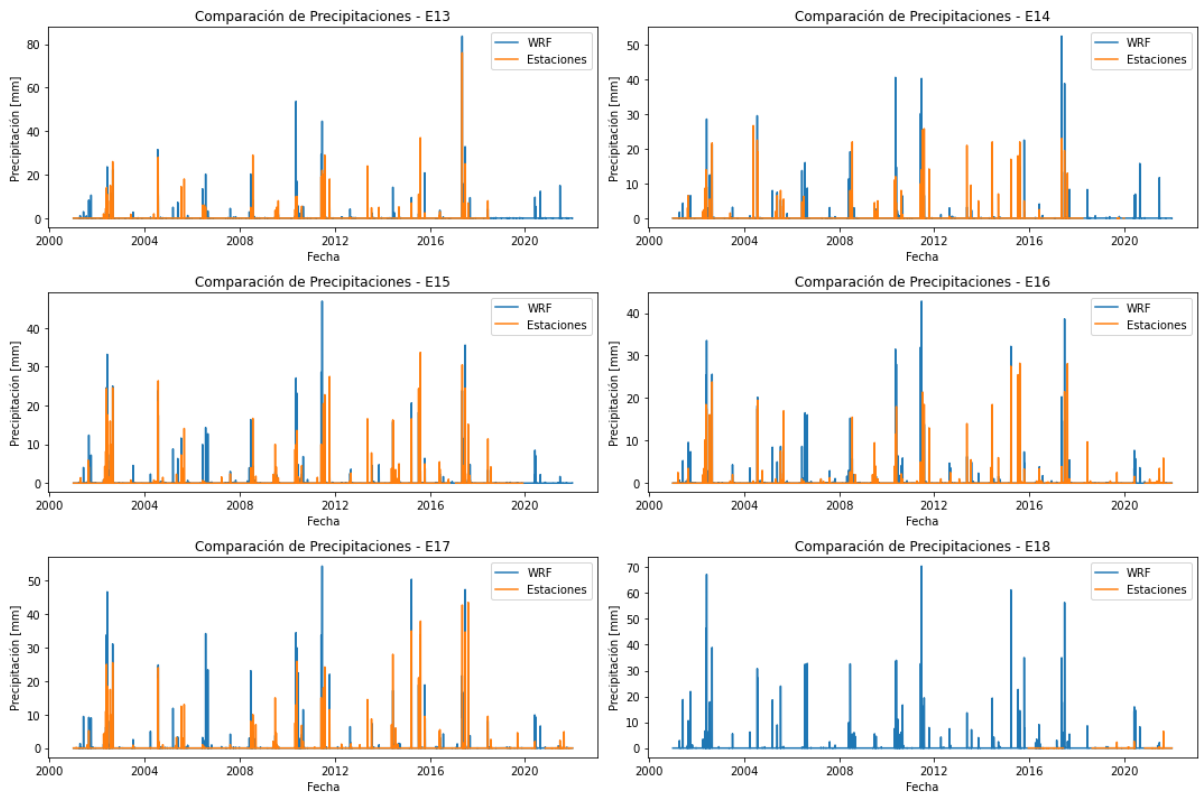 Comparación de Precipitaciones - E13
Precipitación [mm]
80
60
40
20
0
WRF
Estaciones
2000 2004 2008 2012 2016 2020
Fecha
Comparación de Precipitaciones - E14
Precipitación [mm]
50
40
30
20
10
0
WRF
Estaciones
2000 2004 2008 2012 2016 2020
Fecha
Comparación de Precipitaciones - E15
Precipitación [mm]
40
30
20
10
0
WRF
Estaciones
2000 2004 2008 2012 2016 2020
Fecha
Comparación de Precipitaciones - E16
Precipitación [mm]
40
30
20
10
0
WRF
Estaciones
2000 2004 2008 2012 2016 2020
Fecha
Comparación de Precipitaciones - E17
Precipitación [mm]
50
40
30
20
10
0
WRF
Estaciones
2000 2004 2008 2012 2016 2020
Fecha
Comparación de Precipitaciones - E18
Precipitación [mm]
70
60
50
40
30
20
10
0
WRF
Estaciones
2000 2004 2008 2012 2016 2020
Fecha